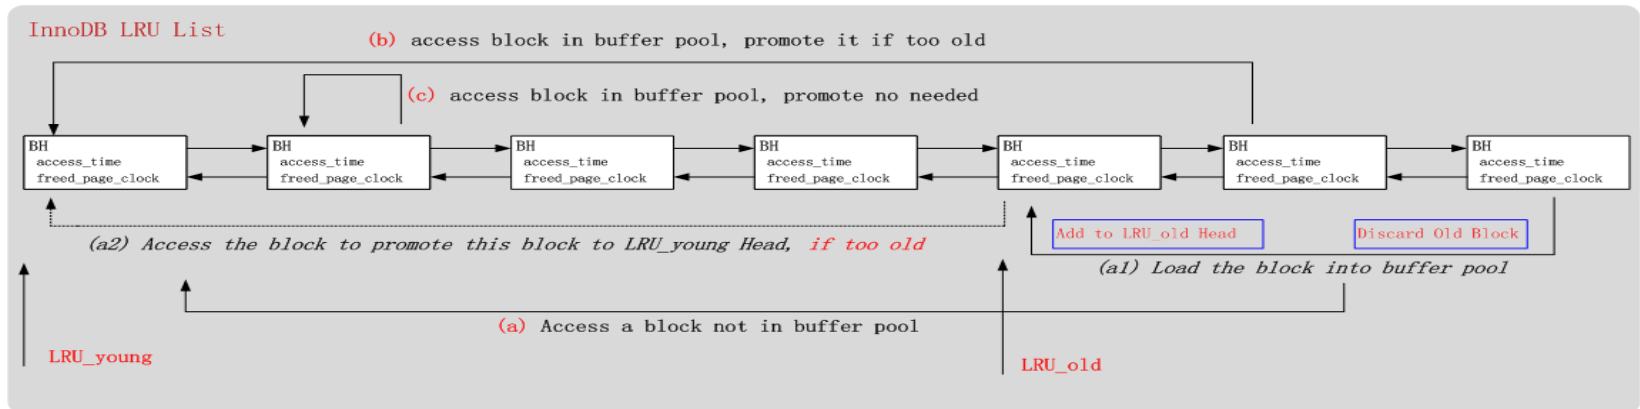 InnoDB LRU List
(b) access block in buffer pool, promote it if too old
(c) access block in buffer pool, promote no needed
BH
access_time
freed_page_clock
BH
access_time
freed_page_clock
BH
access_time
freed_page_clock
BH
access_time
freed_page_clock
BH
access_time
freed_page_clock
BH
access_time
freed_page_clock
BH
access_time
freed_page_clock
(a2) Access the block to promote this block to LRU_young Head, if too old
Add to LRU_old Head
Discard Old Block
(a1) Load the block into buffer pool
(a) Access a block not in buffer pool
LRU_young
LRU_old